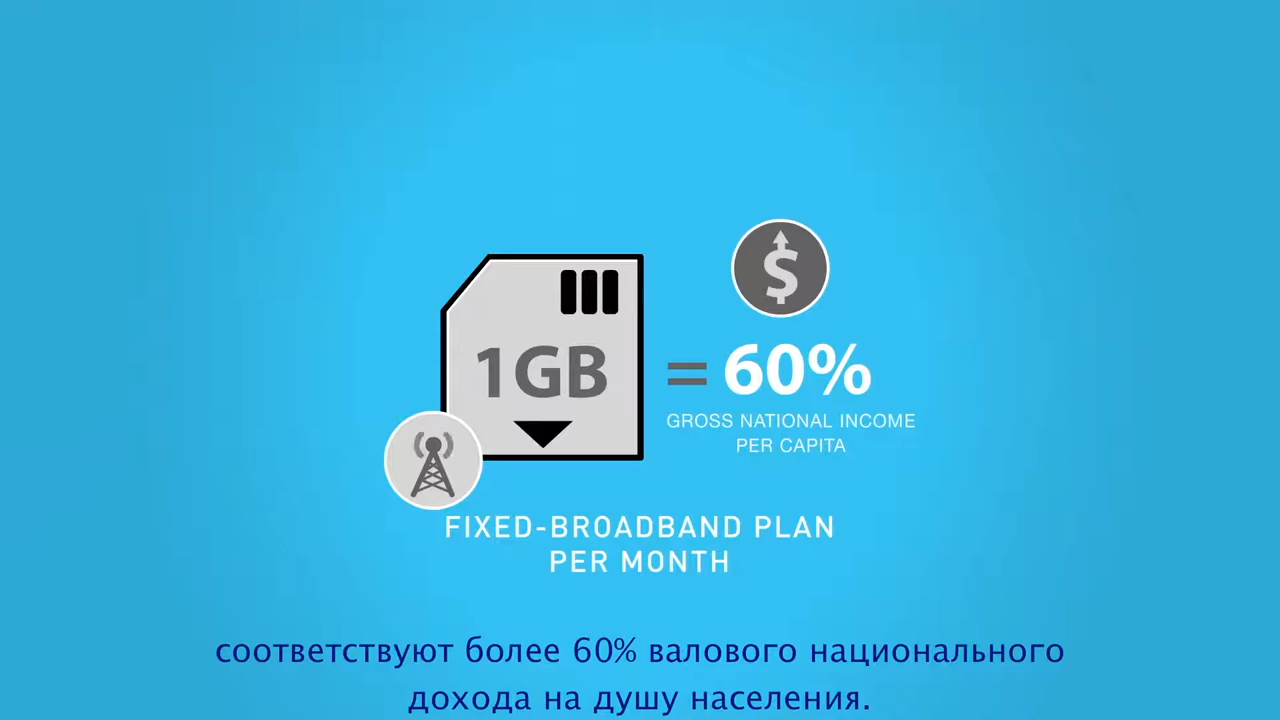 1GB
$
= 60%
GROSS NATIONAL INCOME
PER CAPITA
FIXED-BROADBAND PLAN
PER MONTH
соответствуют более 60% валового национального
дохода на душу населения.